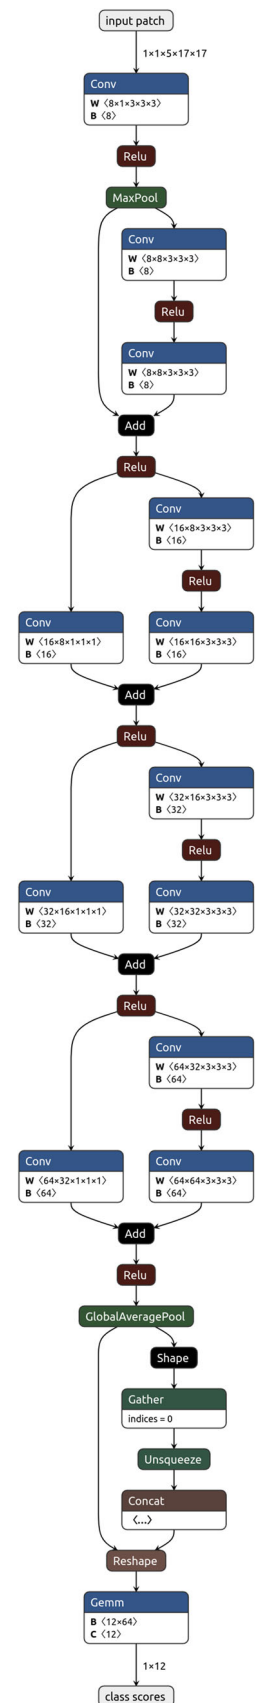 input patch
1×1×5×17×17
Conv
W 〈8×1×3×3×3〉
B 〈8〉
Relu
MaxPool
Conv
W 〈8×8×3×3×3〉
B 〈8〉
Relu
Conv
W 〈8×8×3×3×3〉
B 〈8〉
Add
Relu
Conv
W 〈16×8×3×3×3〉
B 〈16〉
Relu
Conv
W 〈16×8×1×1×1〉
B 〈16〉
Conv
W 〈16×16×3×3×3〉
B 〈16〉
Add
Relu
Conv
W 〈32×16×3×3×3〉
B 〈32〉
Relu
Conv
W 〈32×16×1×1×1〉
B 〈32〉
Conv
W 〈32×32×3×3×3〉
B 〈32〉
Add
Relu
Conv
W 〈64×32×3×3×3〉
B 〈64〉
Relu
Conv
W 〈64×32×1×1×1〉
B 〈64〉
Conv
W 〈64×64×3×3×3〉
B 〈64〉
Add
Relu
GlobalAveragePool
Shape
Gather
indices = 0
Unsqueeze
Concat
〈...〉
Reshape
Gemm
B 〈12×64〉
C 〈12〉
1×12
class scores